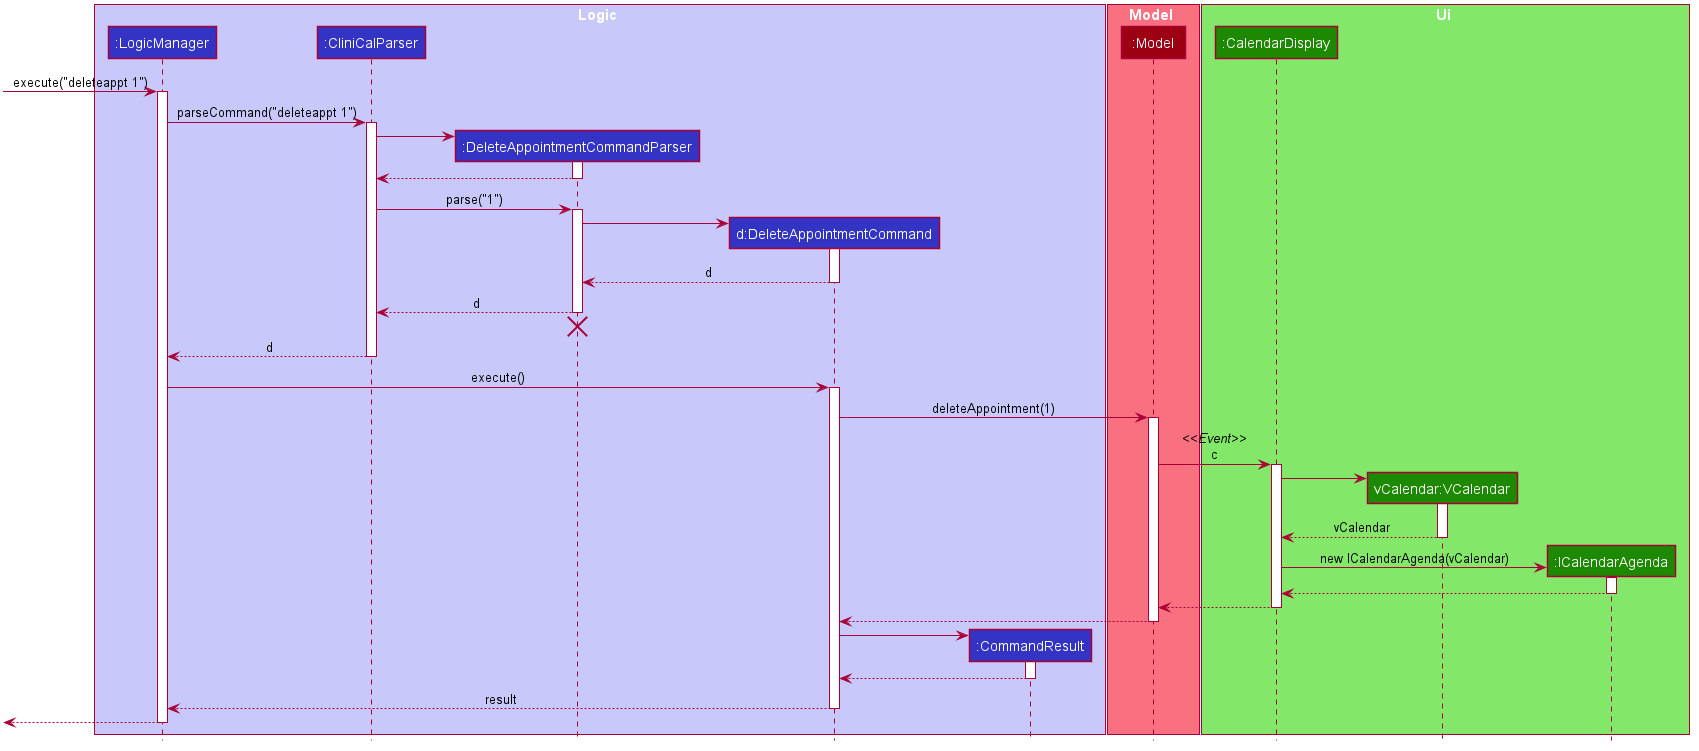 Logic
Model
Ui
:LogicManager
:CliniCalParser
:Model
:CalendarDisplay
execute("deleteappt 1")
parseCommand("deleteappt 1")
:DeleteAppointmentCommandParser
parse("1")
d:DeleteAppointmentCommand
d
d
d
execute()
deleteAppointment(1)
<<Event>>
c
vCalendar:VCalendar
vCalendar
new ICalendarAgenda(vCalendar)
:ICalendarAgenda
:CommandResult
result